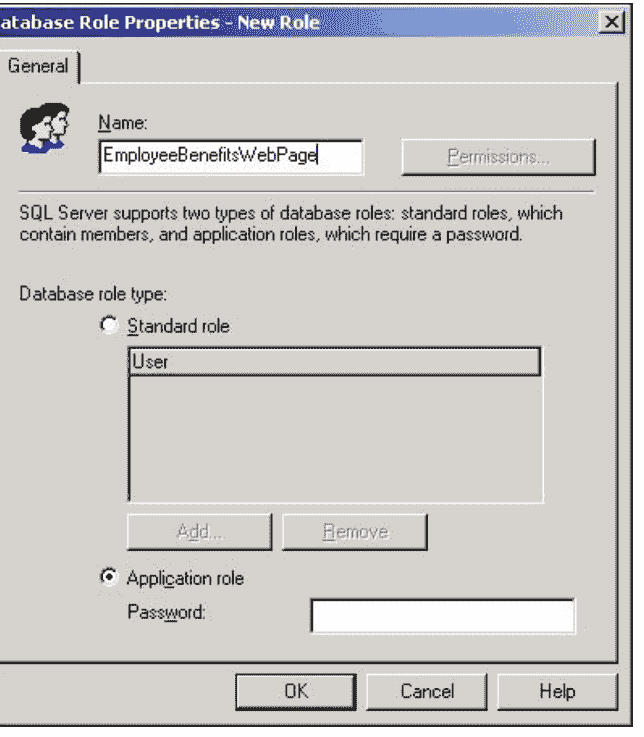 atabase Role Properties - New Role
General
Name:
EmployeeBenefitsWebPage
Permissions...
SQL Server supports two types of database roles: standard roles, which
contain members, and application roles, which require a password.
Database role type:
Standard role
User
Add...
Remove
Application role
Password:
OK
Cancel
Help